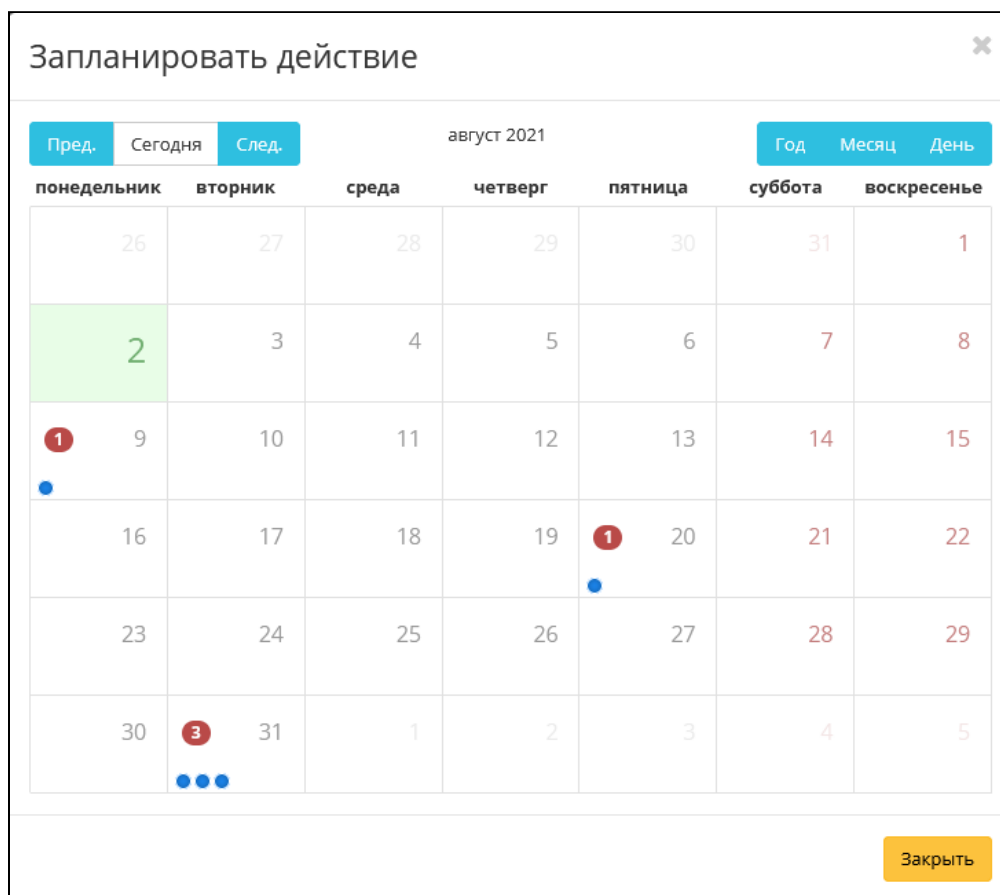 Запланировать действие ×
Пред. Сегодня След. август 2021 Год Месяц День
понедельник вторник среда четверг пятница суббота воскресенье
26 27 28 29 30 31 1
2 3 4 5 6 7 8
1 9 10 11 12 13 14 15
16 17 18 19 1 20 21 22
23 24 25 26 27 28 29
30 3 31 1 2 3 4 5
Закрыть